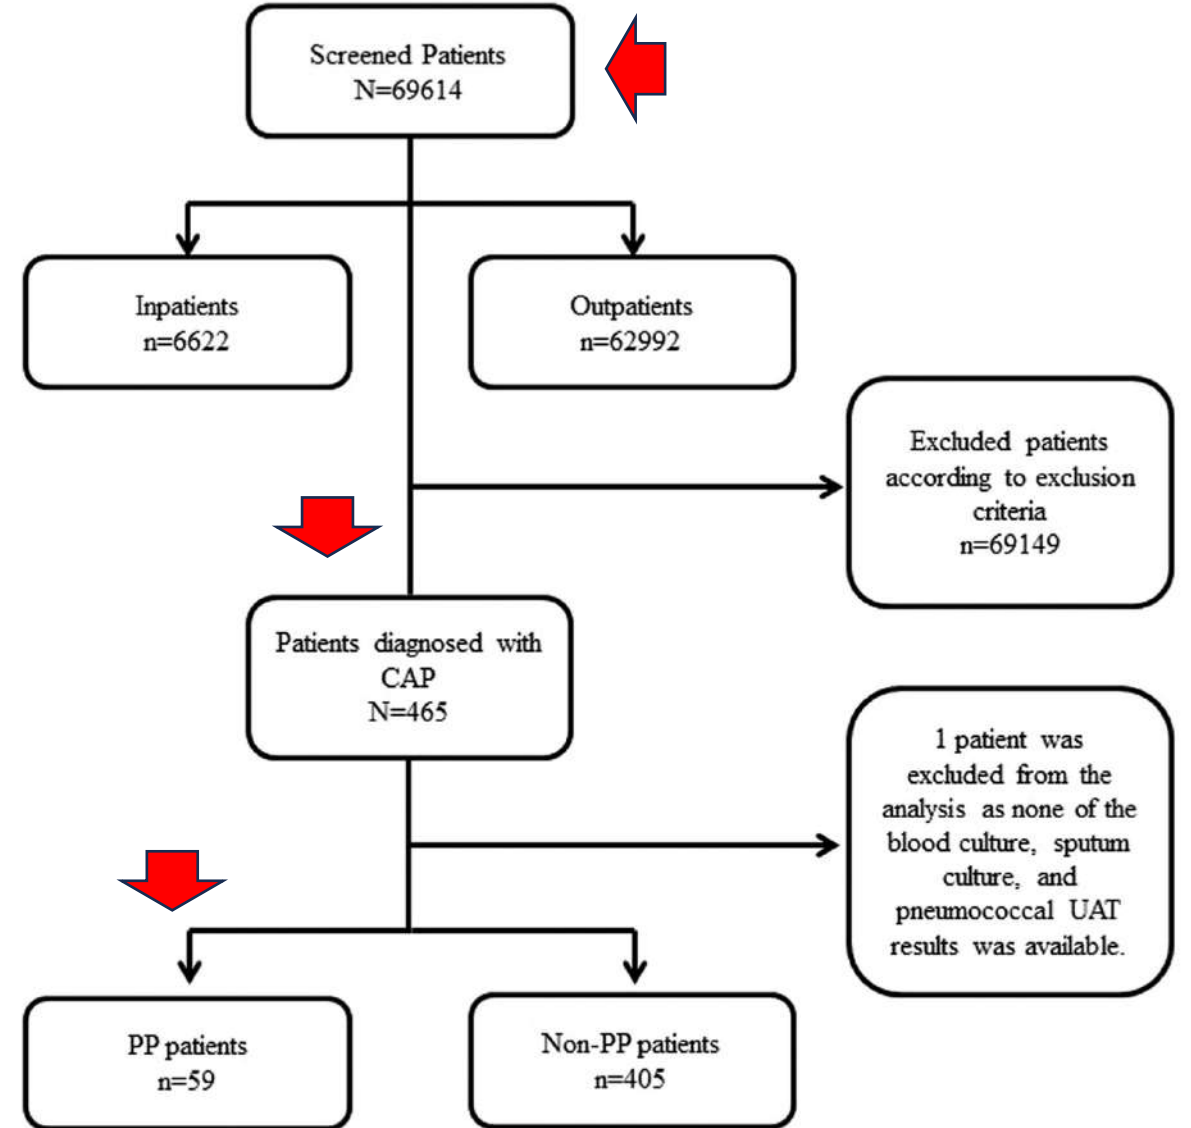 Screened Patients
N=69614
Inpatients
n=6622
Outpatients
n=62992
Excluded patients
according to exclusion
criteria
n=69149
Patients diagnosed with
CAP
N=465
1 patient was
excluded from the
analysis as none of the
blood culture, sputum
culture, and
pneumococcal UAT
results was available.
PP patients
n=59
Non-PP patients
n=405